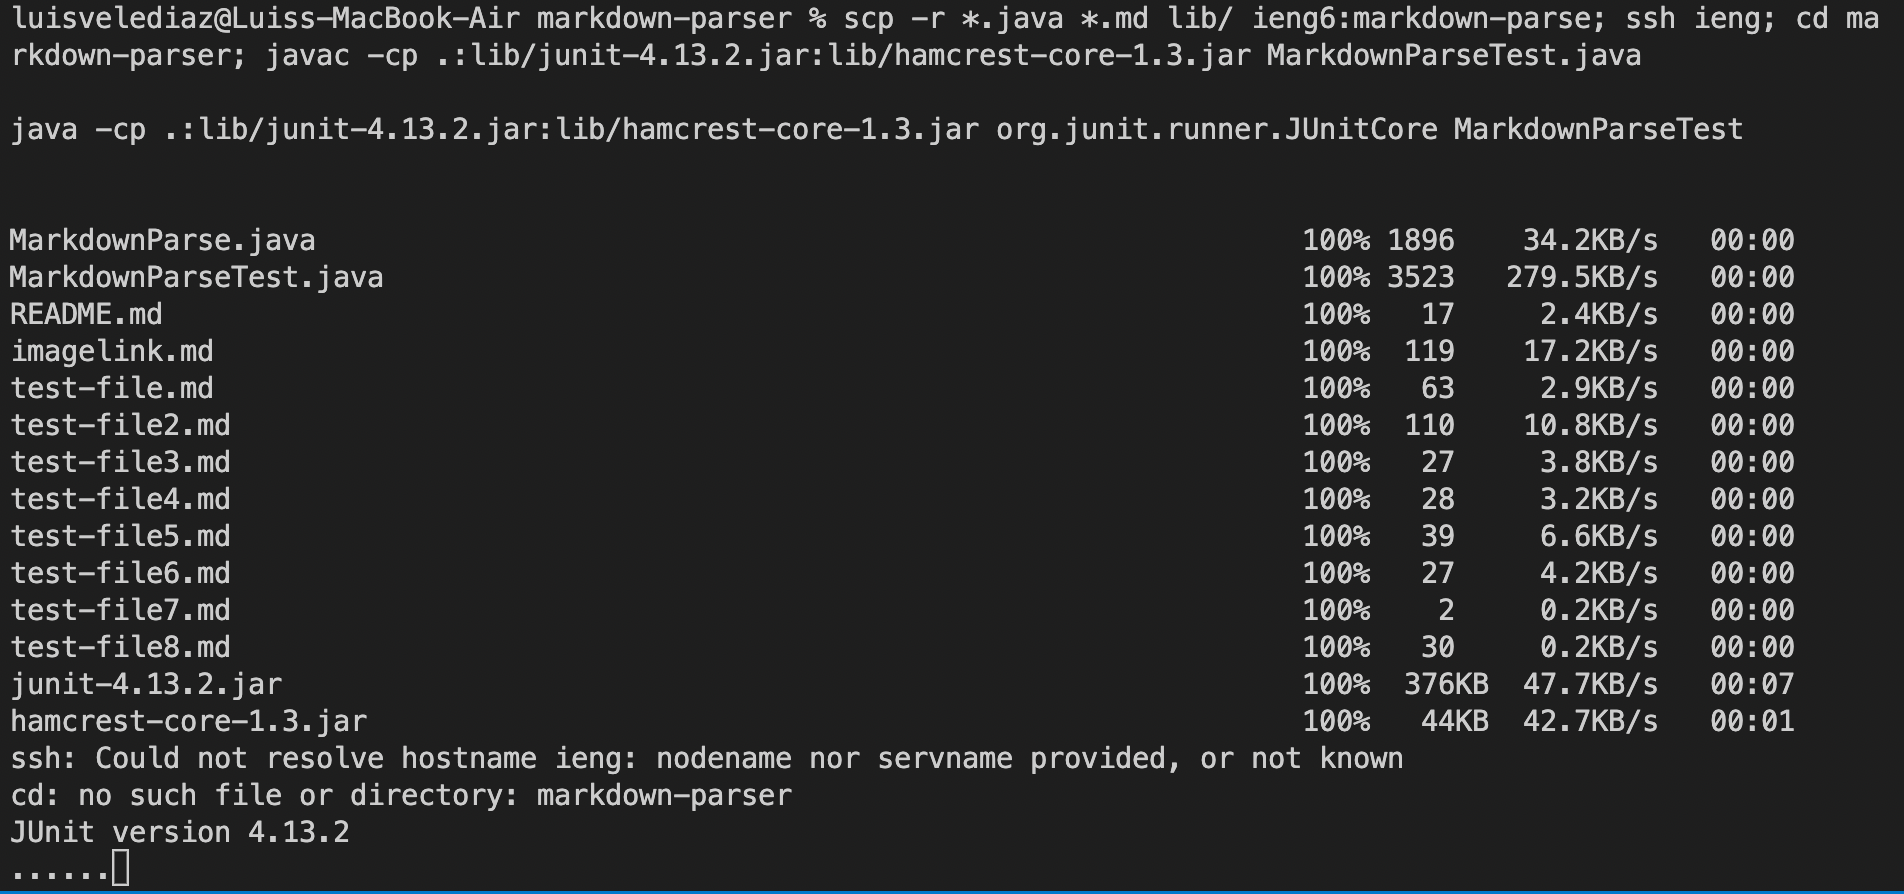 luisvelediaz@Luiss-MacBook-Air markdown-parser % scp -r *.java *.md lib/ ieng6:markdown-parse; ssh ieng; cd ma
rkdown-parser; javac -cp .:lib/junit-4.13.2.jar:lib/hamcrest-core-1.3.jar MarkdownParseTest.java
java -cp .:lib/junit-4.13.2.jar:lib/hamcrest-core-1.3.jar org.junit.runner.JUnitCore MarkdownParseTest
MarkdownParse.java 100% 1896 34.2KB/s 00:00
MarkdownParseTest.java 100% 3523 279.5KB/s 00:00
README.md 100% 17 2.4KB/s 00:00
imagelink.md 100% 119 17.2KB/s 00:00
test-file.md 100% 63 2.9KB/s 00:00
test-file2.md 100% 110 10.8KB/s 00:00
test-file3.md 100% 27 3.8KB/s 00:00
test-file4.md 100% 28 3.2KB/s 00:00
test-file5.md 100% 39 6.6KB/s 00:00
test-file6.md 100% 27 4.2KB/s 00:00
test-file7.md 100% 2 0.2KB/s 00:00
test-file8.md 100% 30 0.2KB/s 00:00
junit-4.13.2.jar 100% 376KB 47.7KB/s 00:07
hamcrest-core-1.3.jar 100% 44KB 42.7KB/s 00:01
ssh: Could not resolve hostname ieng: nodename nor servname provided, or not known
cd: no such file or directory: markdown-parser
JUnit version 4.13.2
......